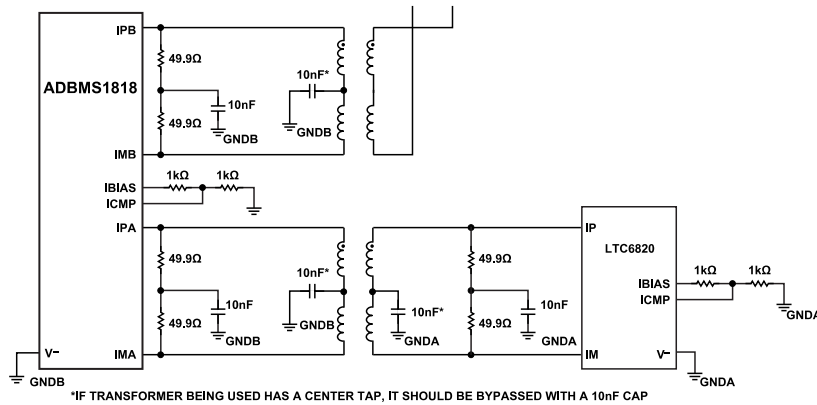 IPB
49.9Ω
ADBMS1818
10nF*
10nF
49.9Ω
GNDB
GNDB
IMB
1kΩ
1kΩ
IBIAS
ICMP
IPA
IP
LTC6820
49.9Ω
10nF*
49.9Ω
1kΩ
1kΩ
IBIAS
10nF
10nF*
10nF
ICMP
49.9Ω
GNDB
GNDB
GNDA
49.9Ω
GNDA
GNDA
V–
IMA
IM
V–
GNDB
GNDA
*IF TRANSFORMER BEING USED HAS A CENTER TAP, IT SHOULD BE BYPASSED WITH A 10nF CAP